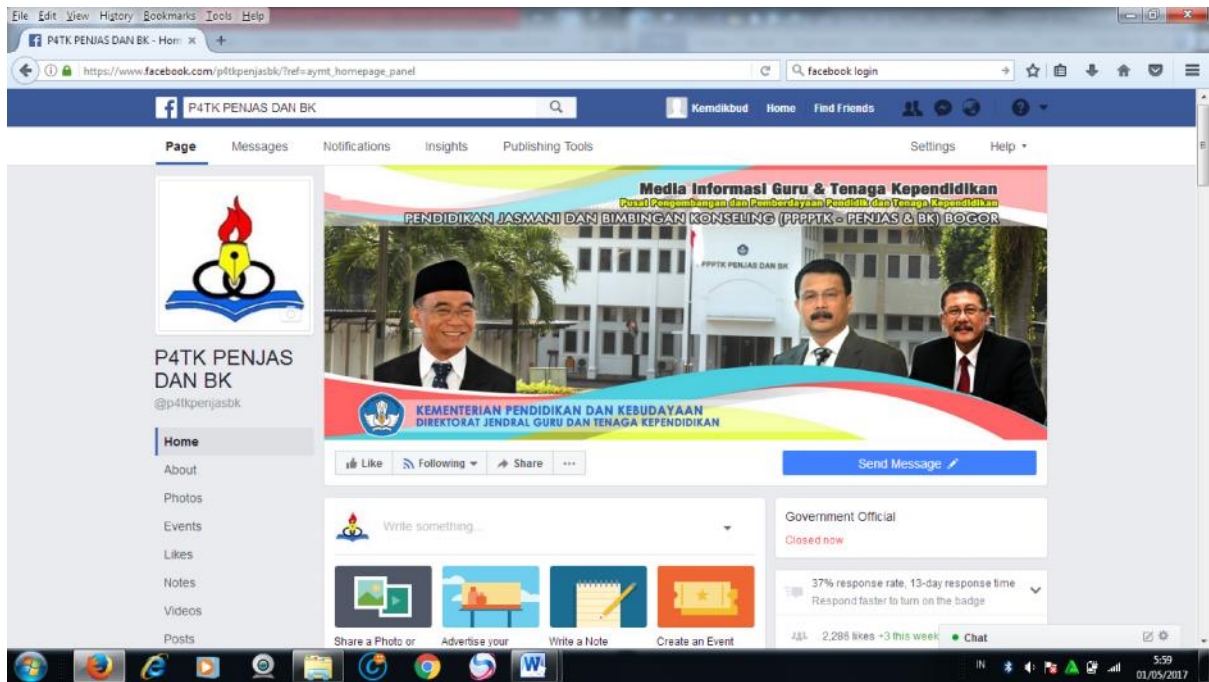 File Edit View History Bookmarks Tools Help
P4TK PENJAS DAN BK - Hom × +
https://www.facebook.com/p4tkpenjasbk/?ref=aymt_homepage_panel
facebook login
P4TK PENJAS DAN BK
Kemdikbud Home Find Friends
Page Messages Notifications Insights Publishing Tools Settings Help
Media Informasi Guru & Tenaga Kependidikan
Pusat Pengembangan dan Pemberdayaan Pendidik dan Tenaga Kependidikan
PENDIDIKAN JASMANI DAN BIMBINGAN KONSELING (PPPPTK - PENJAS & BK) BOGOR
PPPTK PENJAS DAN BK
KEMENTERIAN PENDIDIKAN DAN KEBUDAYAAN
DIREKTORAT JENDRAL GURU DAN TENAGA KEPENDIDIKAN
P4TK PENJAS
DAN BK
@p4tkpenjasbk
Home
About
Photos
Events
Likes
Notes
Videos
Posts
Like Following Share ...
Send Message
Write something...
Share a Photo or
Advertise your
Write a Note
Create an Event
Government Official
Closed now
37% response rate, 13-day response time
Respond faster to turn on the badge
2,286 likes +3 this week
Chat
IN
5:59
01/05/2017